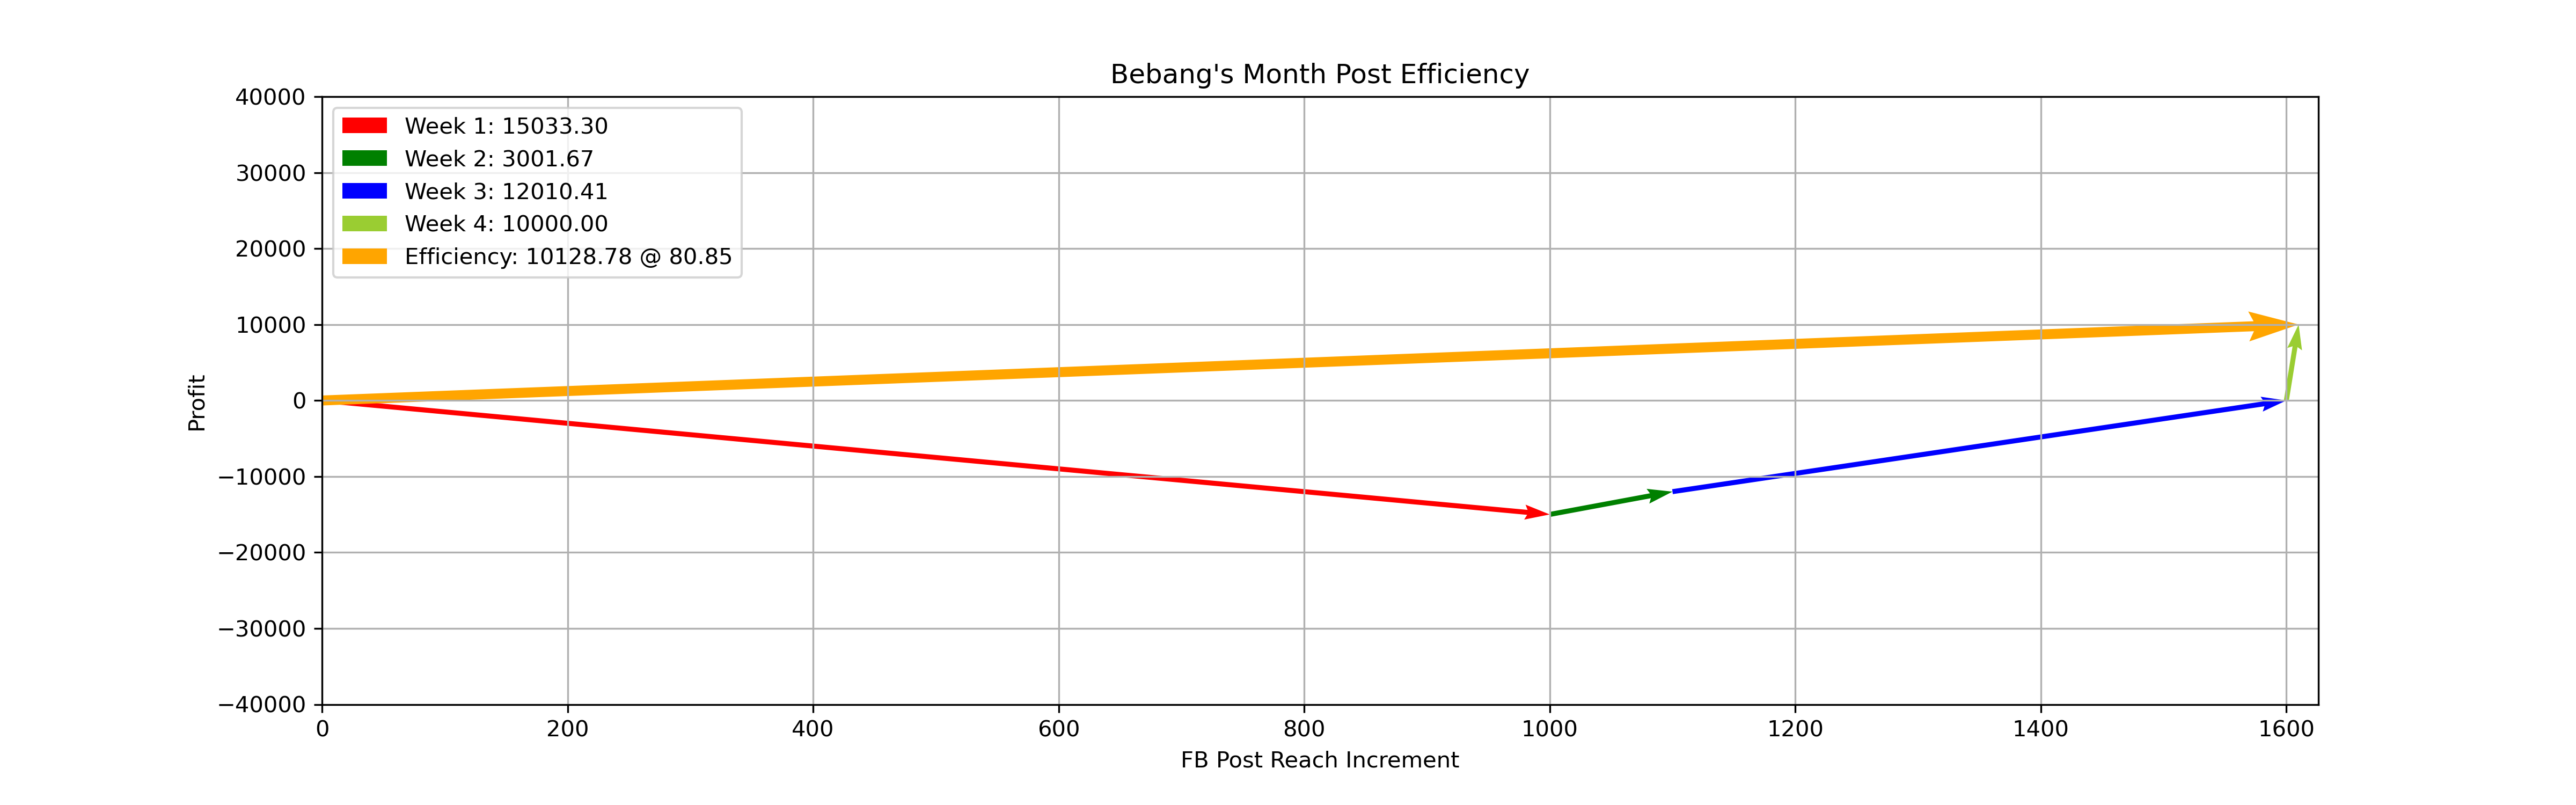 Bebang's Month Post Efficiency
40000
30000
20000
10000
0
−10000
−20000
−30000
−40000
Profit
Week 1: 15033.30
Week 2: 3001.67
Week 3: 12010.41
Week 4: 10000.00
Efficiency: 10128.78 @ 80.85
0 200 400 600 800 1000 1200 1400 1600
FB Post Reach Increment